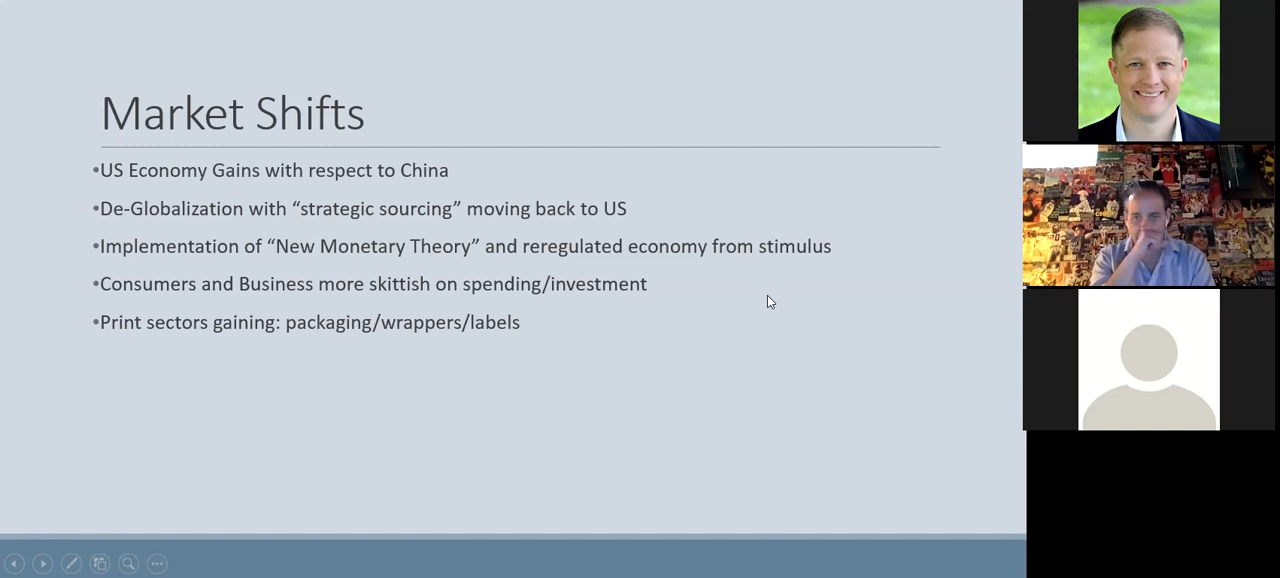 Market Shifts
•US Economy Gains with respect to China
•De-Globalization with “strategic sourcing” moving back to US
•Implementation of “New Monetary Theory” and reregulated economy from stimulus
•Consumers and Business more skittish on spending/investment
•Print sectors gaining: packaging/wrappers/labels